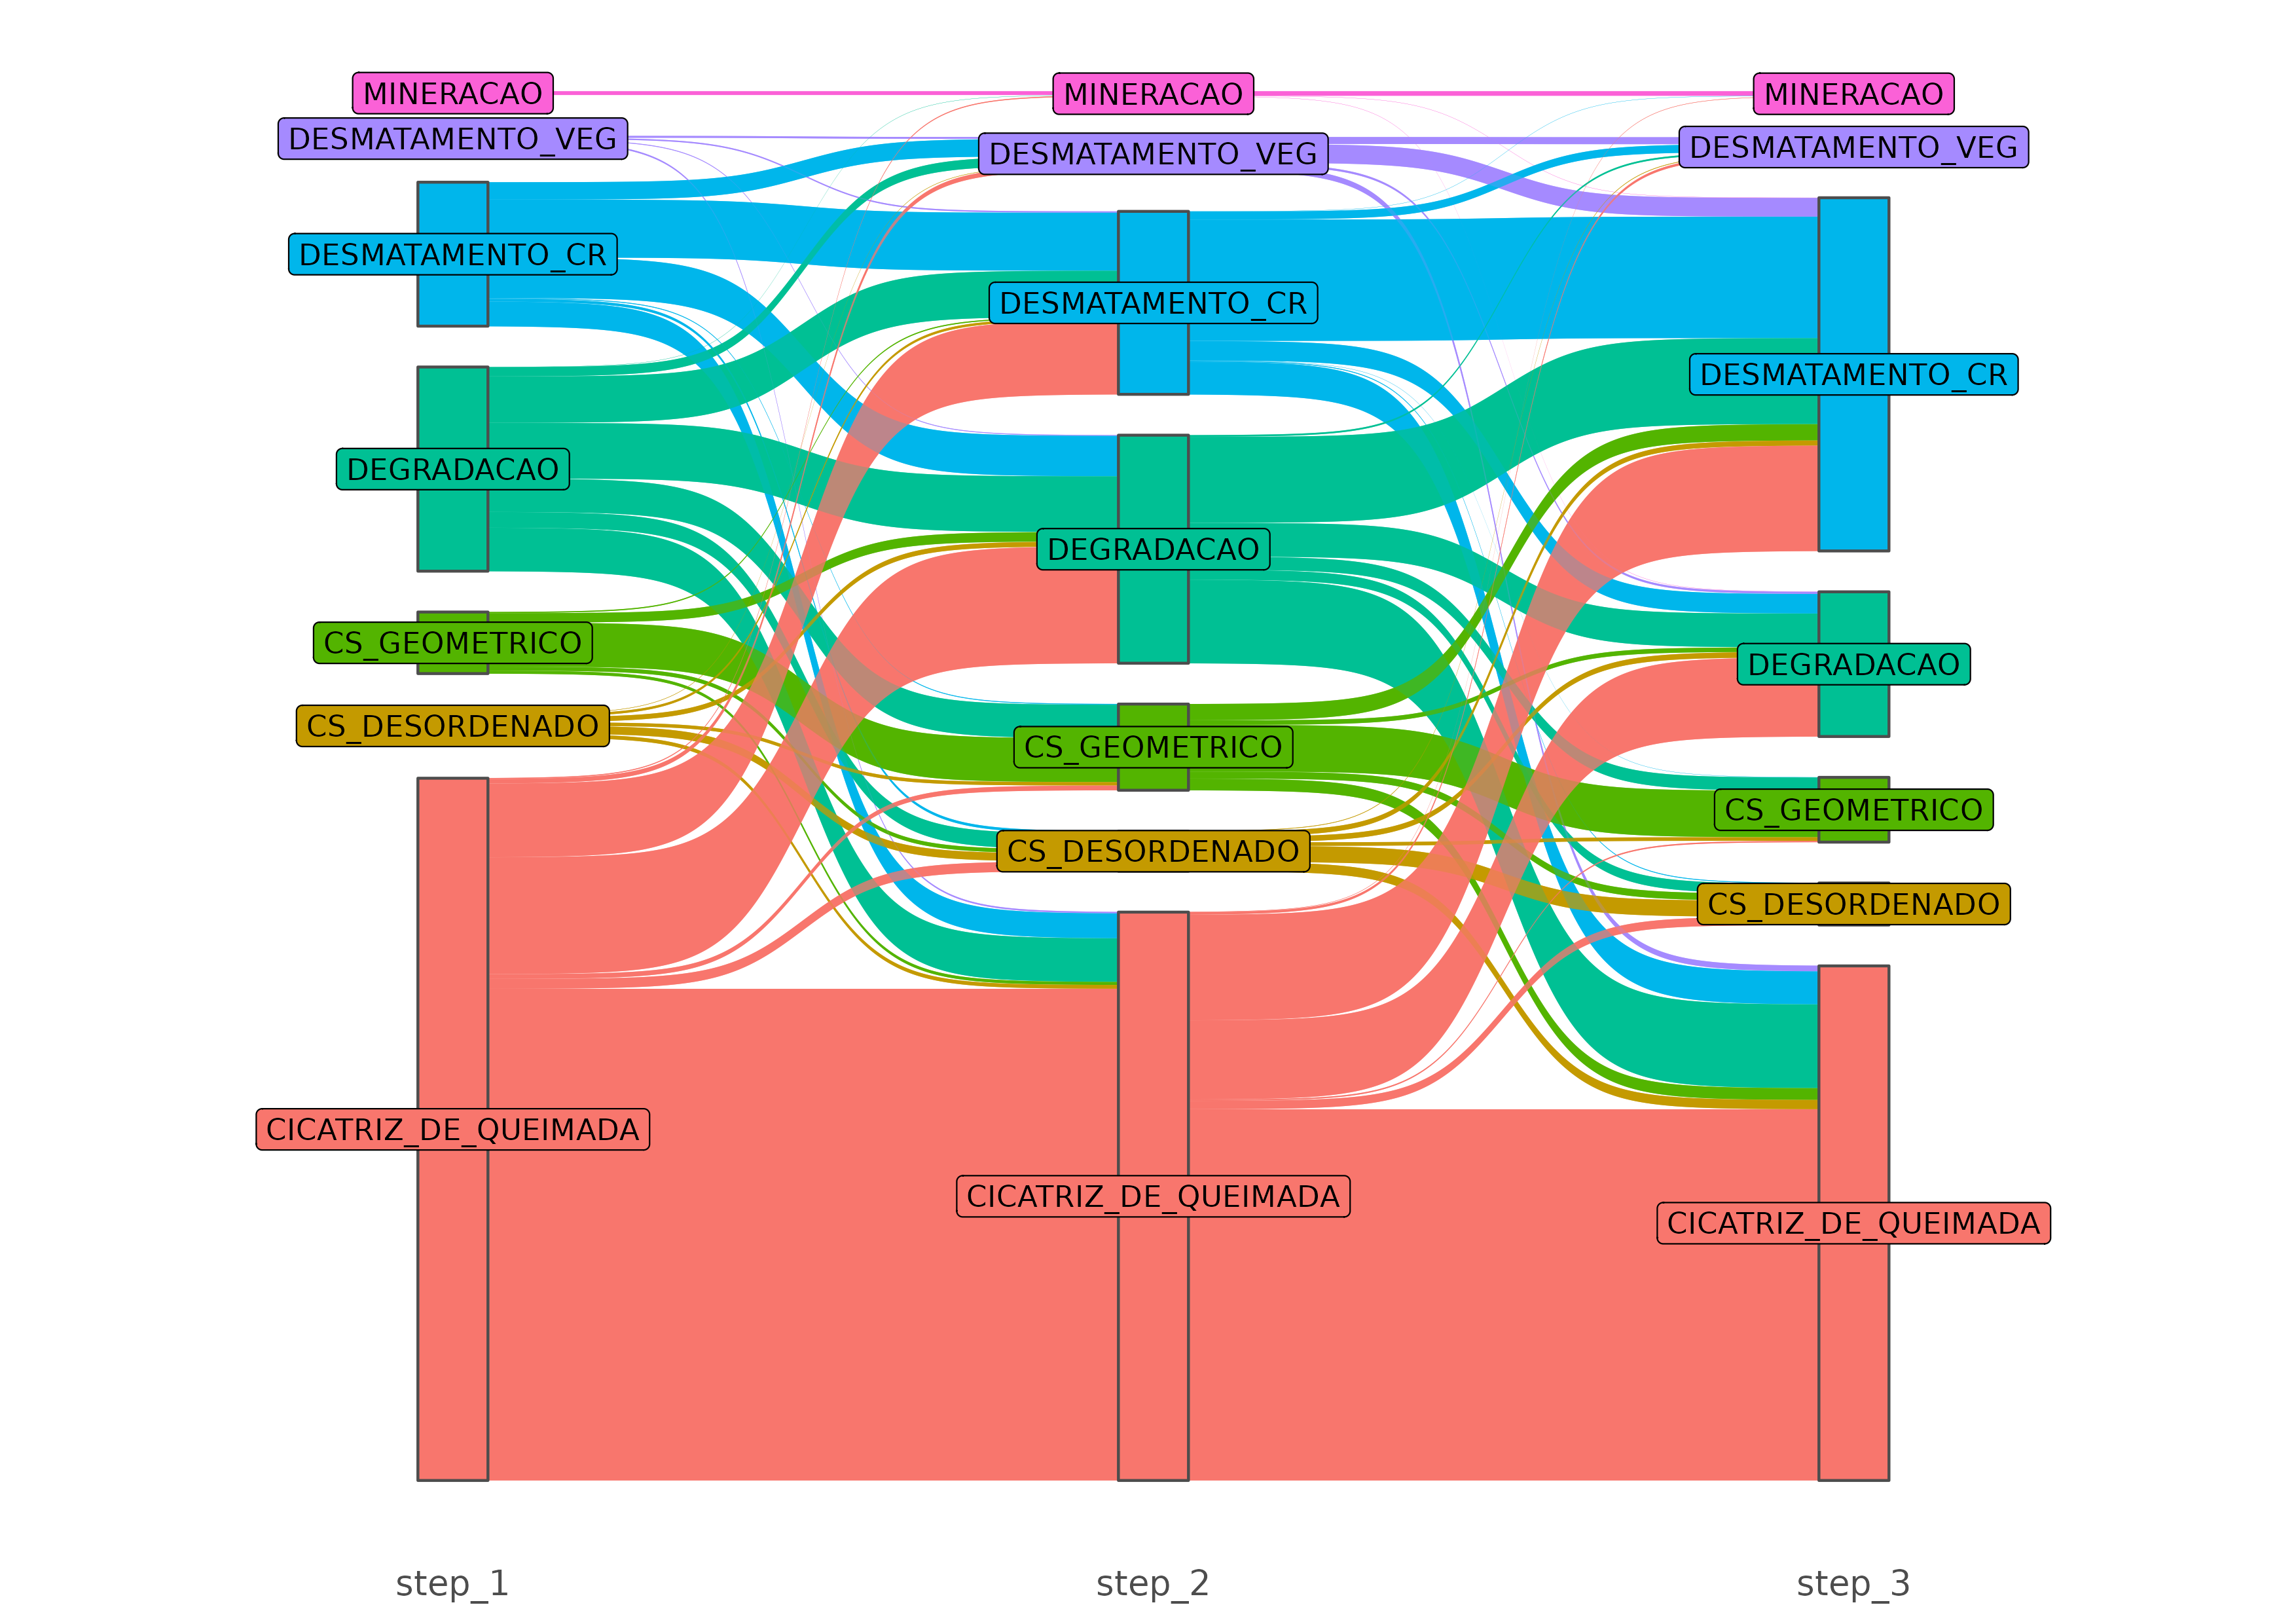 MINERACAO
DESMATAMENTO_VEG
DESMATAMENTO_CR
DEGRADACAO
CS_GEOMETRICO
CS_DESORDENADO
CICATRIZ_DE_QUEIMADA
step_1
MINERACAO
DESMATAMENTO_VEG
DESMATAMENTO_CR
DEGRADACAO
CS_GEOMETRICO
CS_DESORDENADO
CICATRIZ_DE_QUEIMADA
step_2
MINERACAO
DESMATAMENTO_VEG
DESMATAMENTO_CR
DEGRADACAO
CS_GEOMETRICO
CS_DESORDENADO
CICATRIZ_DE_QUEIMADA
step_3